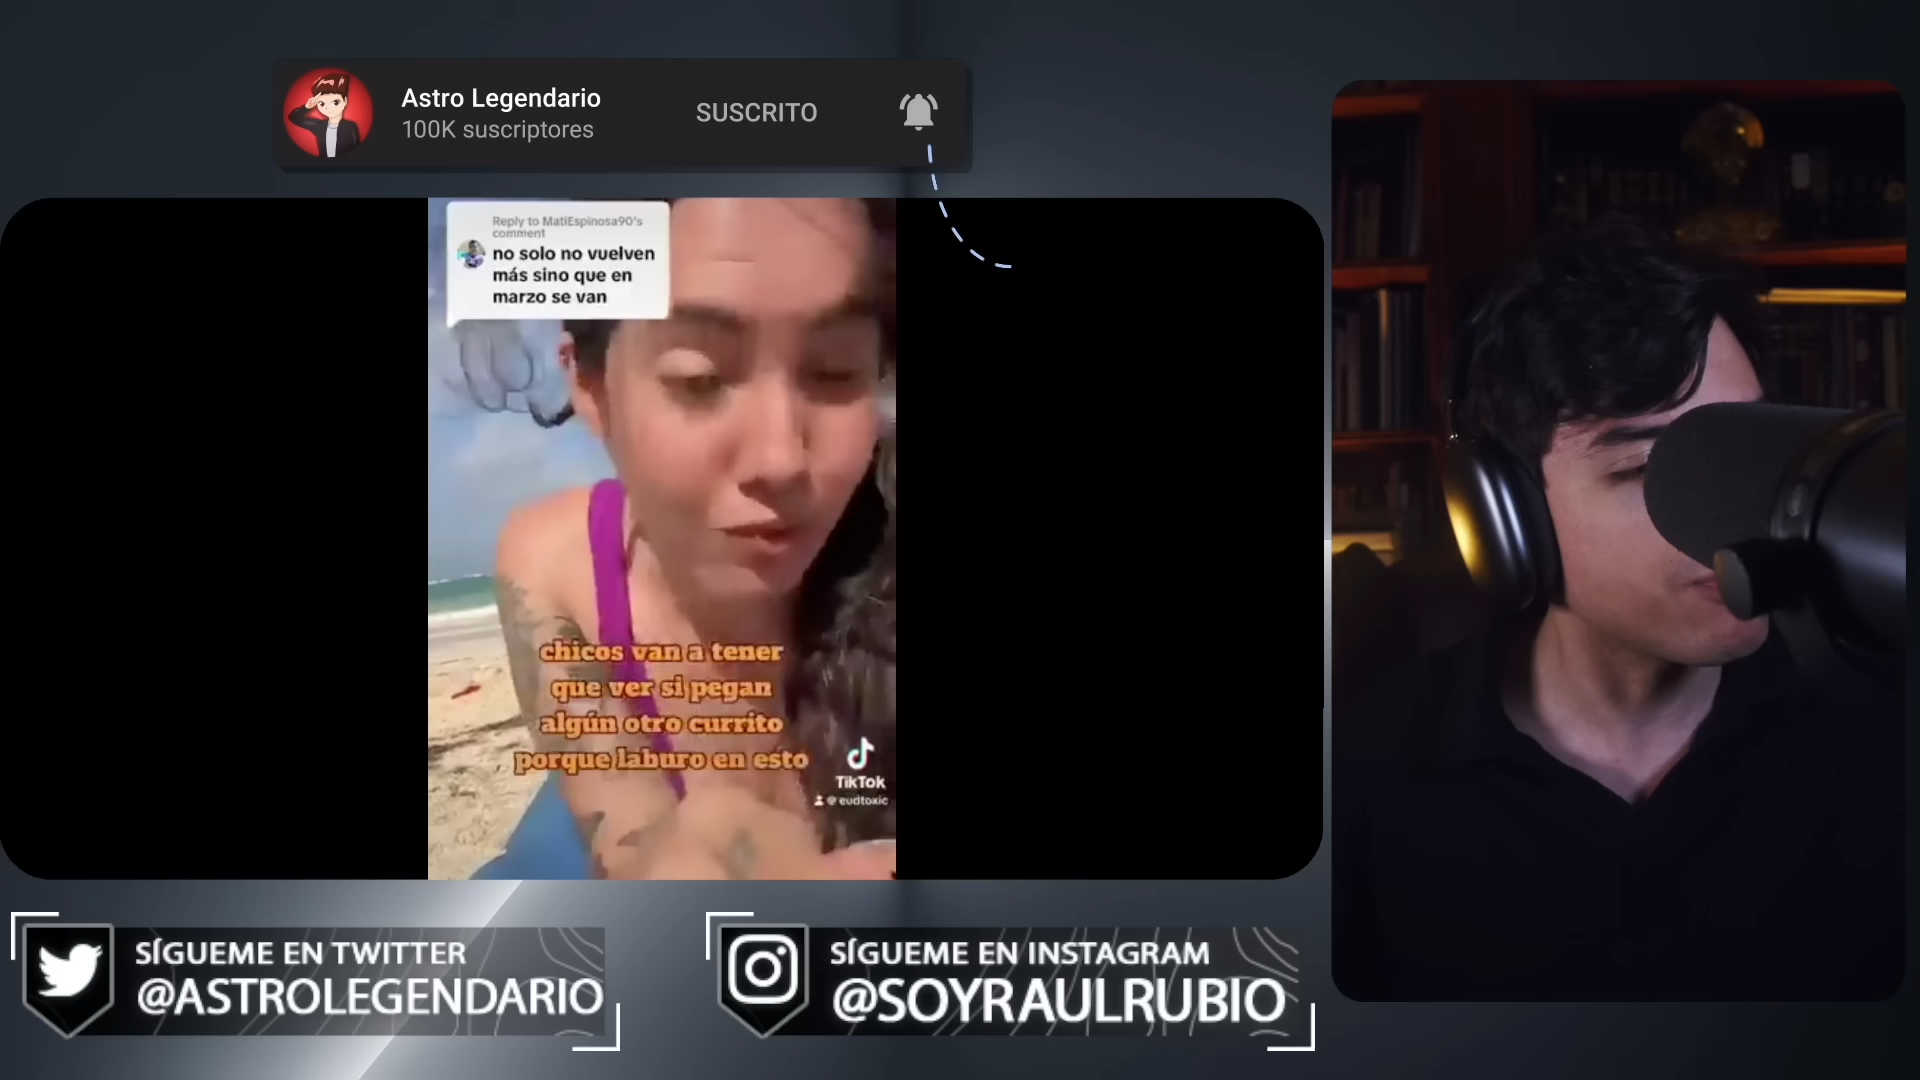 Astro Legendario
100K suscriptores
SUSCRITO
Reply to MatiEspinosa90's
comment
no solo no vuelven
más sino que en
marzo se van
chicos van a tener
que ver si pegan
algún otro currito
porque laburo en esto
TikTok
@eudtoxic
SÍGUEME EN TWITTER
@ASTROLEGENDARIO
SÍGUEME EN INSTAGRAM
@SOYRAULRUBIO